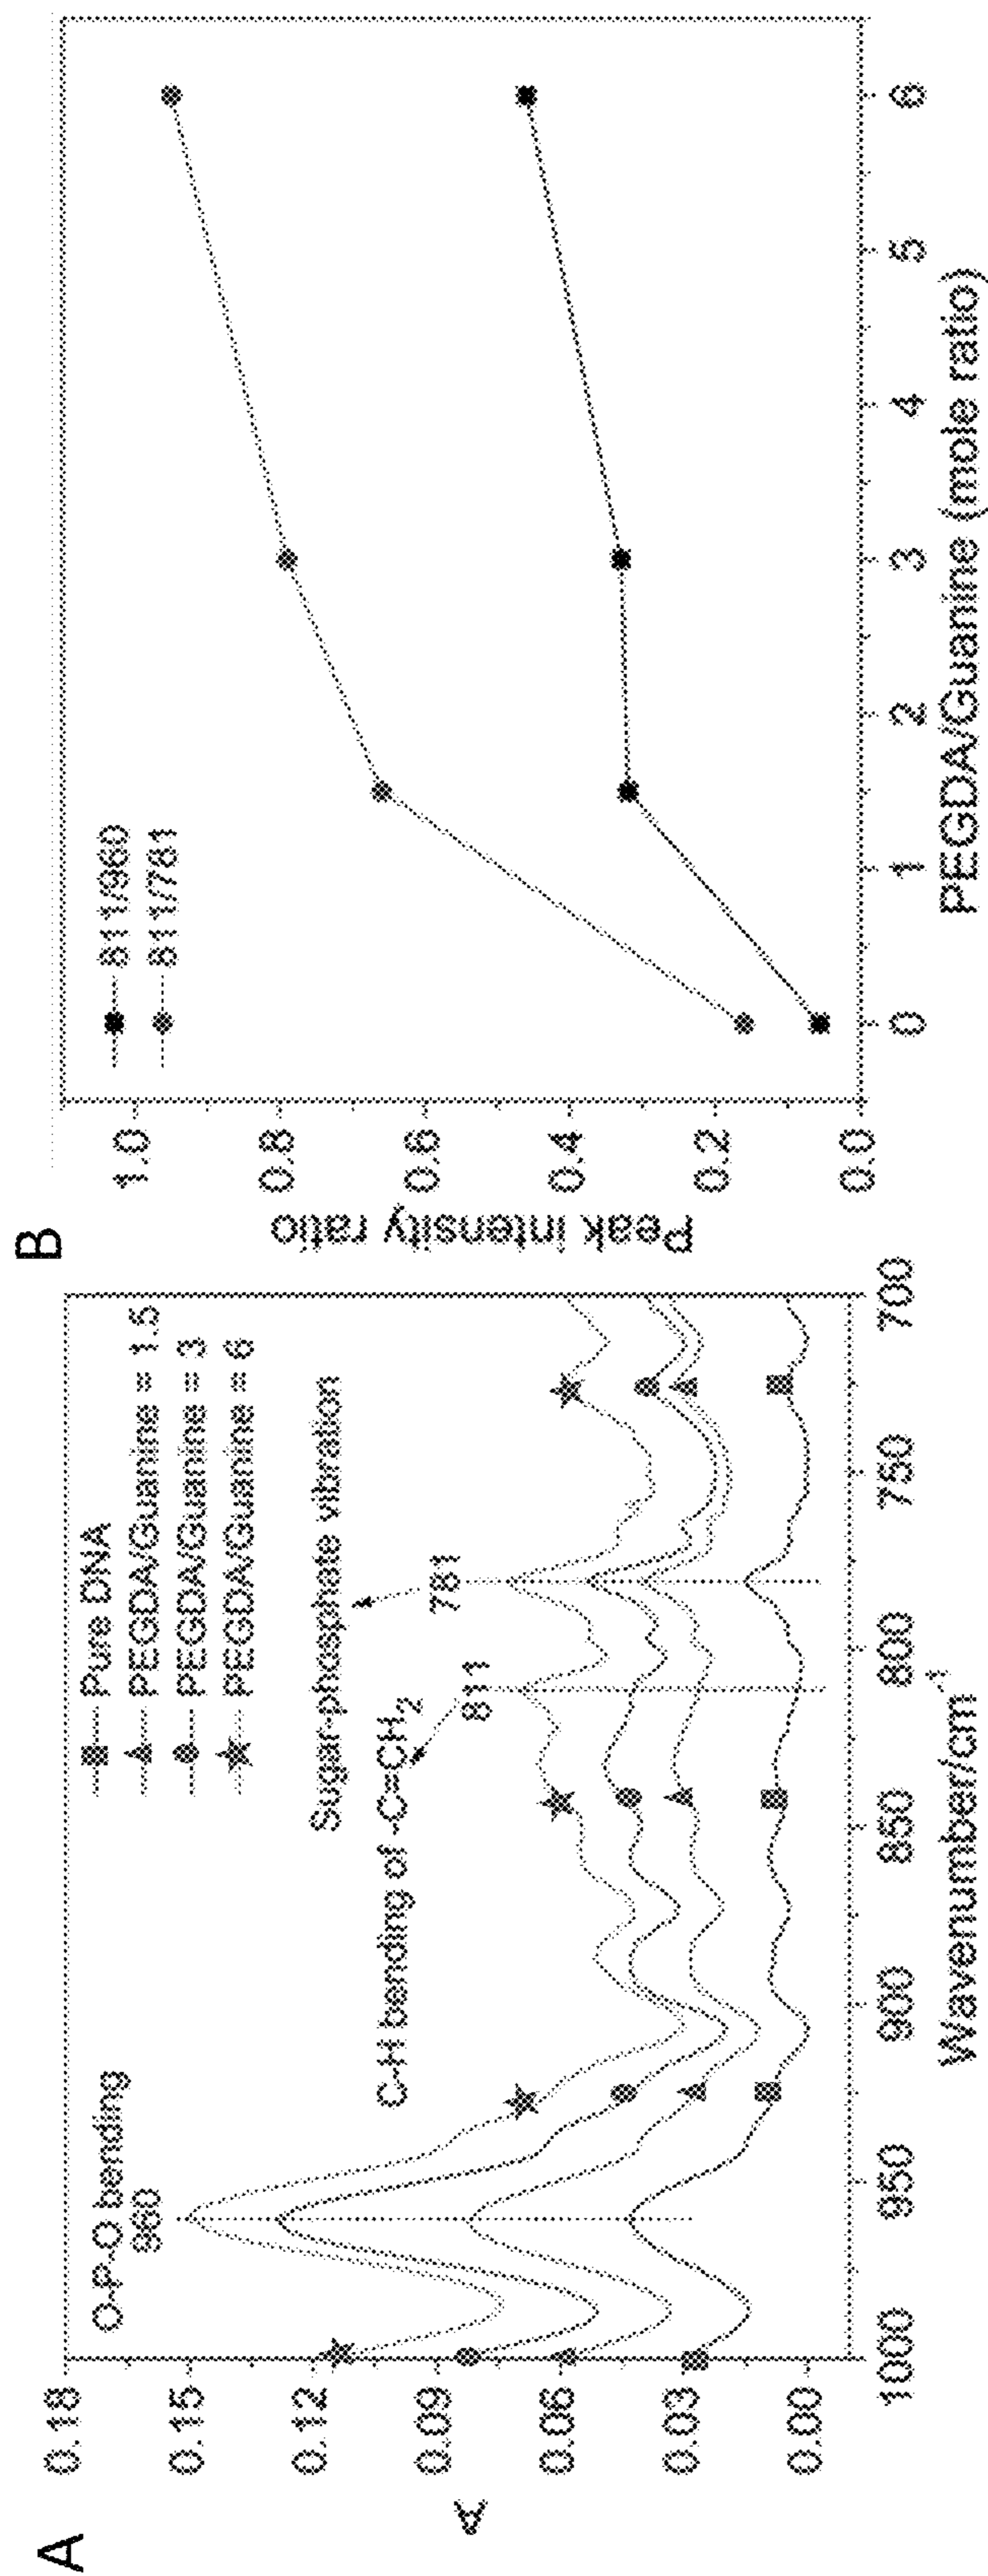 A
0.18
0.15
0.12
0.09
0.06
0.03
0.00
A
O-P-O bending
960
Pure DNA
PEGDA/Guanine = 1.5
PEGDA/Guanine = 3
PEGDA/Guanine = 6
Sugar-phosphate vibration
C-H bending of -C=CH₂
781
811
1000 950 900 850 800 750 700
Wavenumber/cm⁻¹
B
811/960
811/781
1.0
0.8
0.6
0.4
0.2
0.0
Peak intensity ratio
0 1 2 3 4 5 6
PEGDA/Guanine (mole ratio)